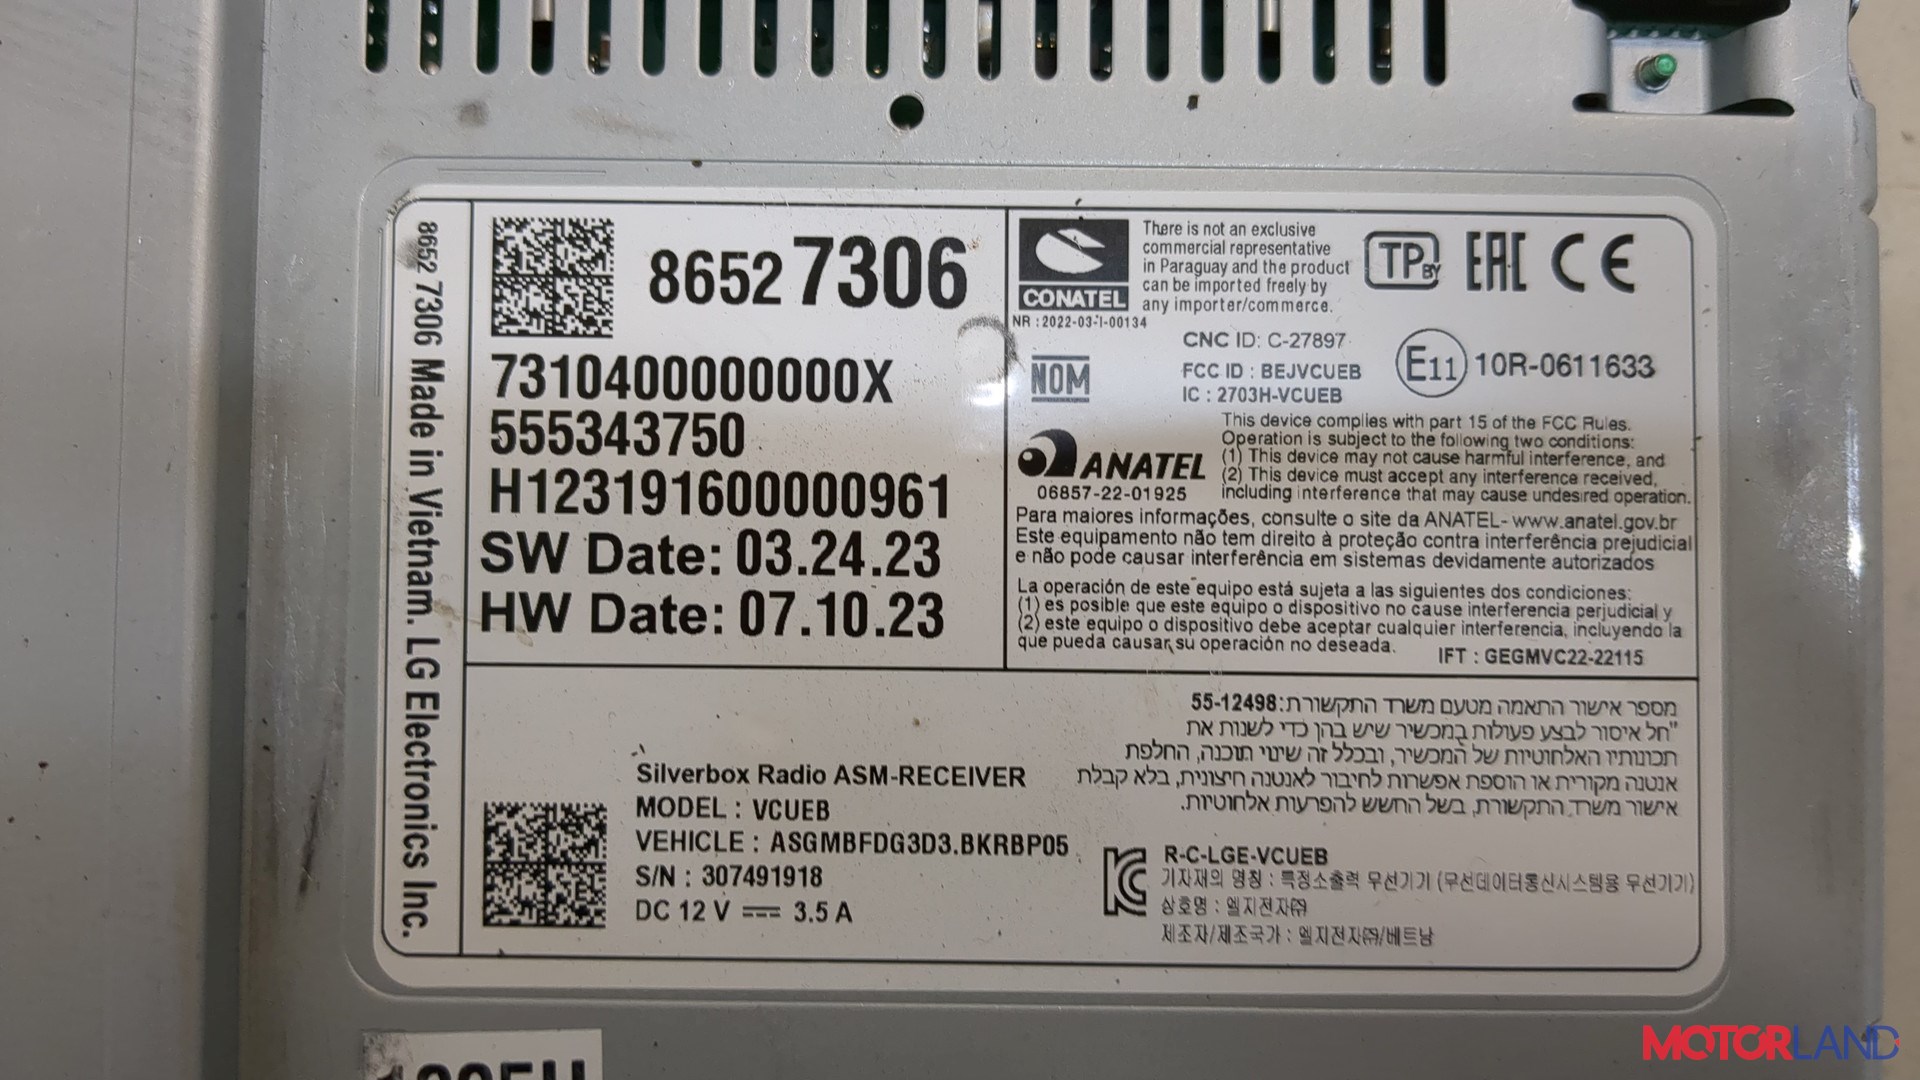 8652 7306 Made in Vietnam. LG Electronics Inc.
8652 7306
7310400000000X
555343750
H123191600000961
SW Date: 03.24.23
HW Date: 07.10.23
CONATEL
NR : 2022-03-I-00134
There is not an exclusive
commercial representative
in Paraguay and the product
can be imported freely by
any importer/commerce.
TP BY
EAC CE
CNC ID: C-27897
FCC ID : BEJVCUEB
IC : 2703H-VCUEB
E11 10R-0611633
NOM
ANATEL
06857-22-01925
This device complies with part 15 of the FCC Rules.
Operation is subject to the following two conditions:
(1) This device may not cause harmful interference, and
(2) This device must accept any interference received,
including interference that may cause undesired operation.
Para maiores informações, consulte o site da ANATEL- www.anatel.gov.br
Este equipamento não tem direito à proteção contra interferência prejudicial
e não pode causar interferência em sistemas devidamente autorizados
La operación de este equipo está sujeta a las siguientes dos condiciones:
(1) es posible que este equipo o dispositivo no cause interferencia perjudicial y
(2) este equipo o dispositivo debe aceptar cualquier interferencia, incluyendo la
que pueda causar su operación no deseada.
IFT : GEGMVC22-22115
מספר אישור התאמה מטעם משרד התקשורת: 55-12498
"חל איסור לבצע פעולות במכשיר שיש בהן כדי לשנות את
תכונותיו האלחוטיות של המכשיר, ובכלל זה שינוי תוכנה, החלפת
אנטנה מקורית או הוספת אפשרות לחיבור לאנטנה חיצונית, בלא קבלת
אישור משרד התקשורת, בשל החשש להפרעות אלחוטיות.
Silverbox Radio ASM-RECEIVER
MODEL : VCUEB
VEHICLE : ASGMBFDG3D3.BKRBP05
S/N : 307491918
DC 12 V ⎓ 3.5 A
R-C-LGE-VCUEB
기자재의 명칭 : 특정소출력 무선기기 (무선데이터통신시스템용 무선기기)
상호명 : 엘지전자㈜
제조자/제조국가 : 엘지전자㈜/베트남
MOTORLAND